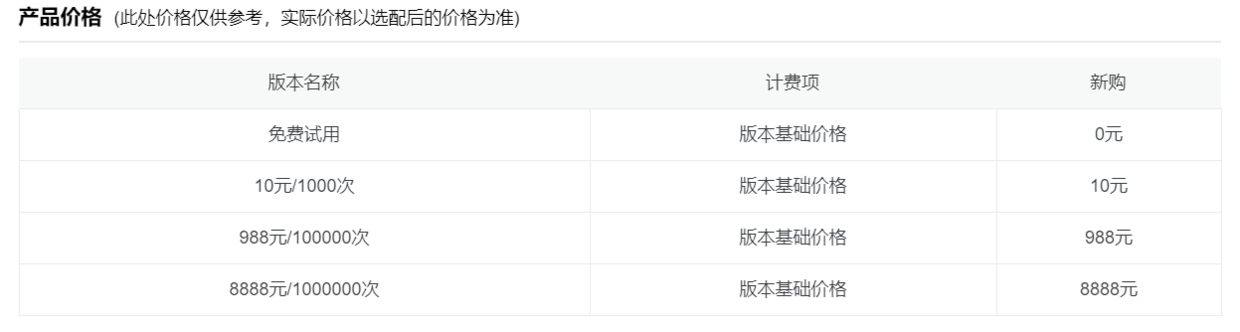 产品价格 (此处价格仅供参考，实际价格以选配后的价格为准)
版本名称 计费项 新购
免费试用 版本基础价格 0元
10元/1000次 版本基础价格 10元
988元/100000次 版本基础价格 988元
8888元/1000000次 版本基础价格 8888元